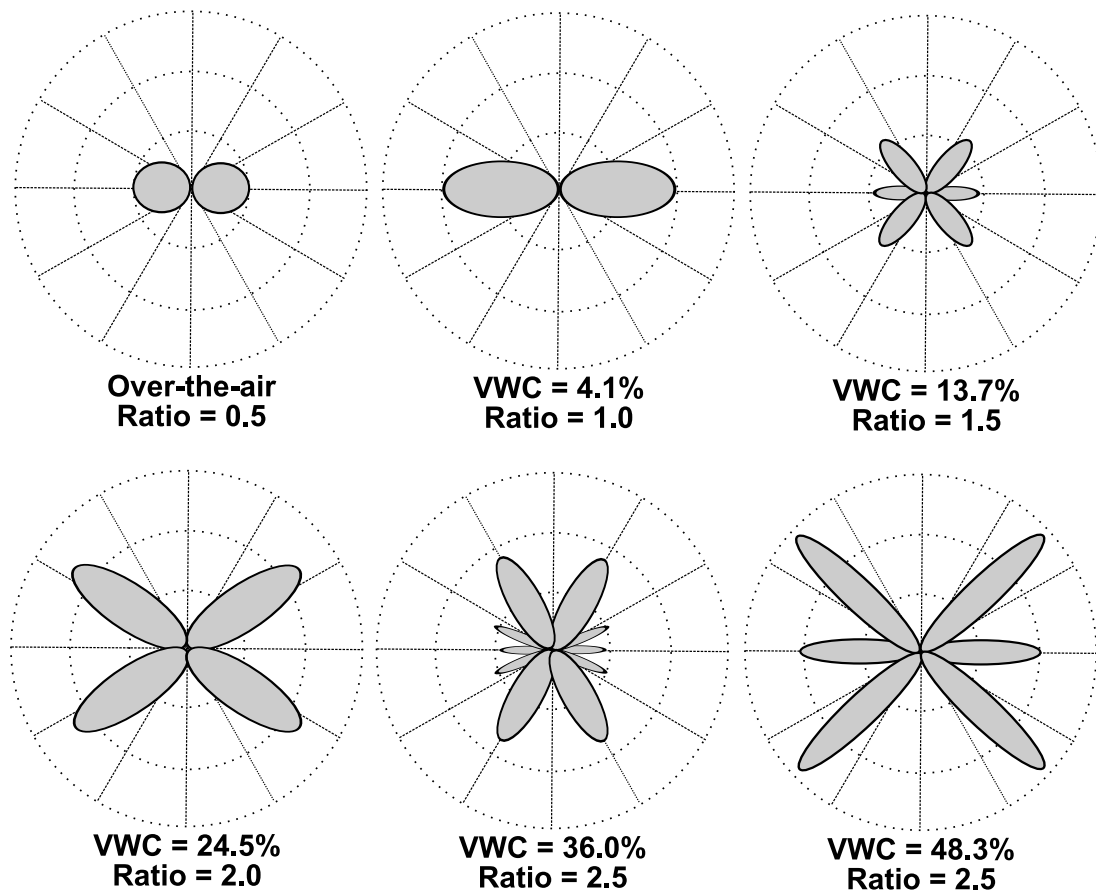 Over-the-air
Ratio = 0.5
VWC = 4.1%
Ratio = 1.0
VWC = 13.7%
Ratio = 1.5
VWC = 24.5%
Ratio = 2.0
VWC = 36.0%
Ratio = 2.5
VWC = 48.3%
Ratio = 2.5